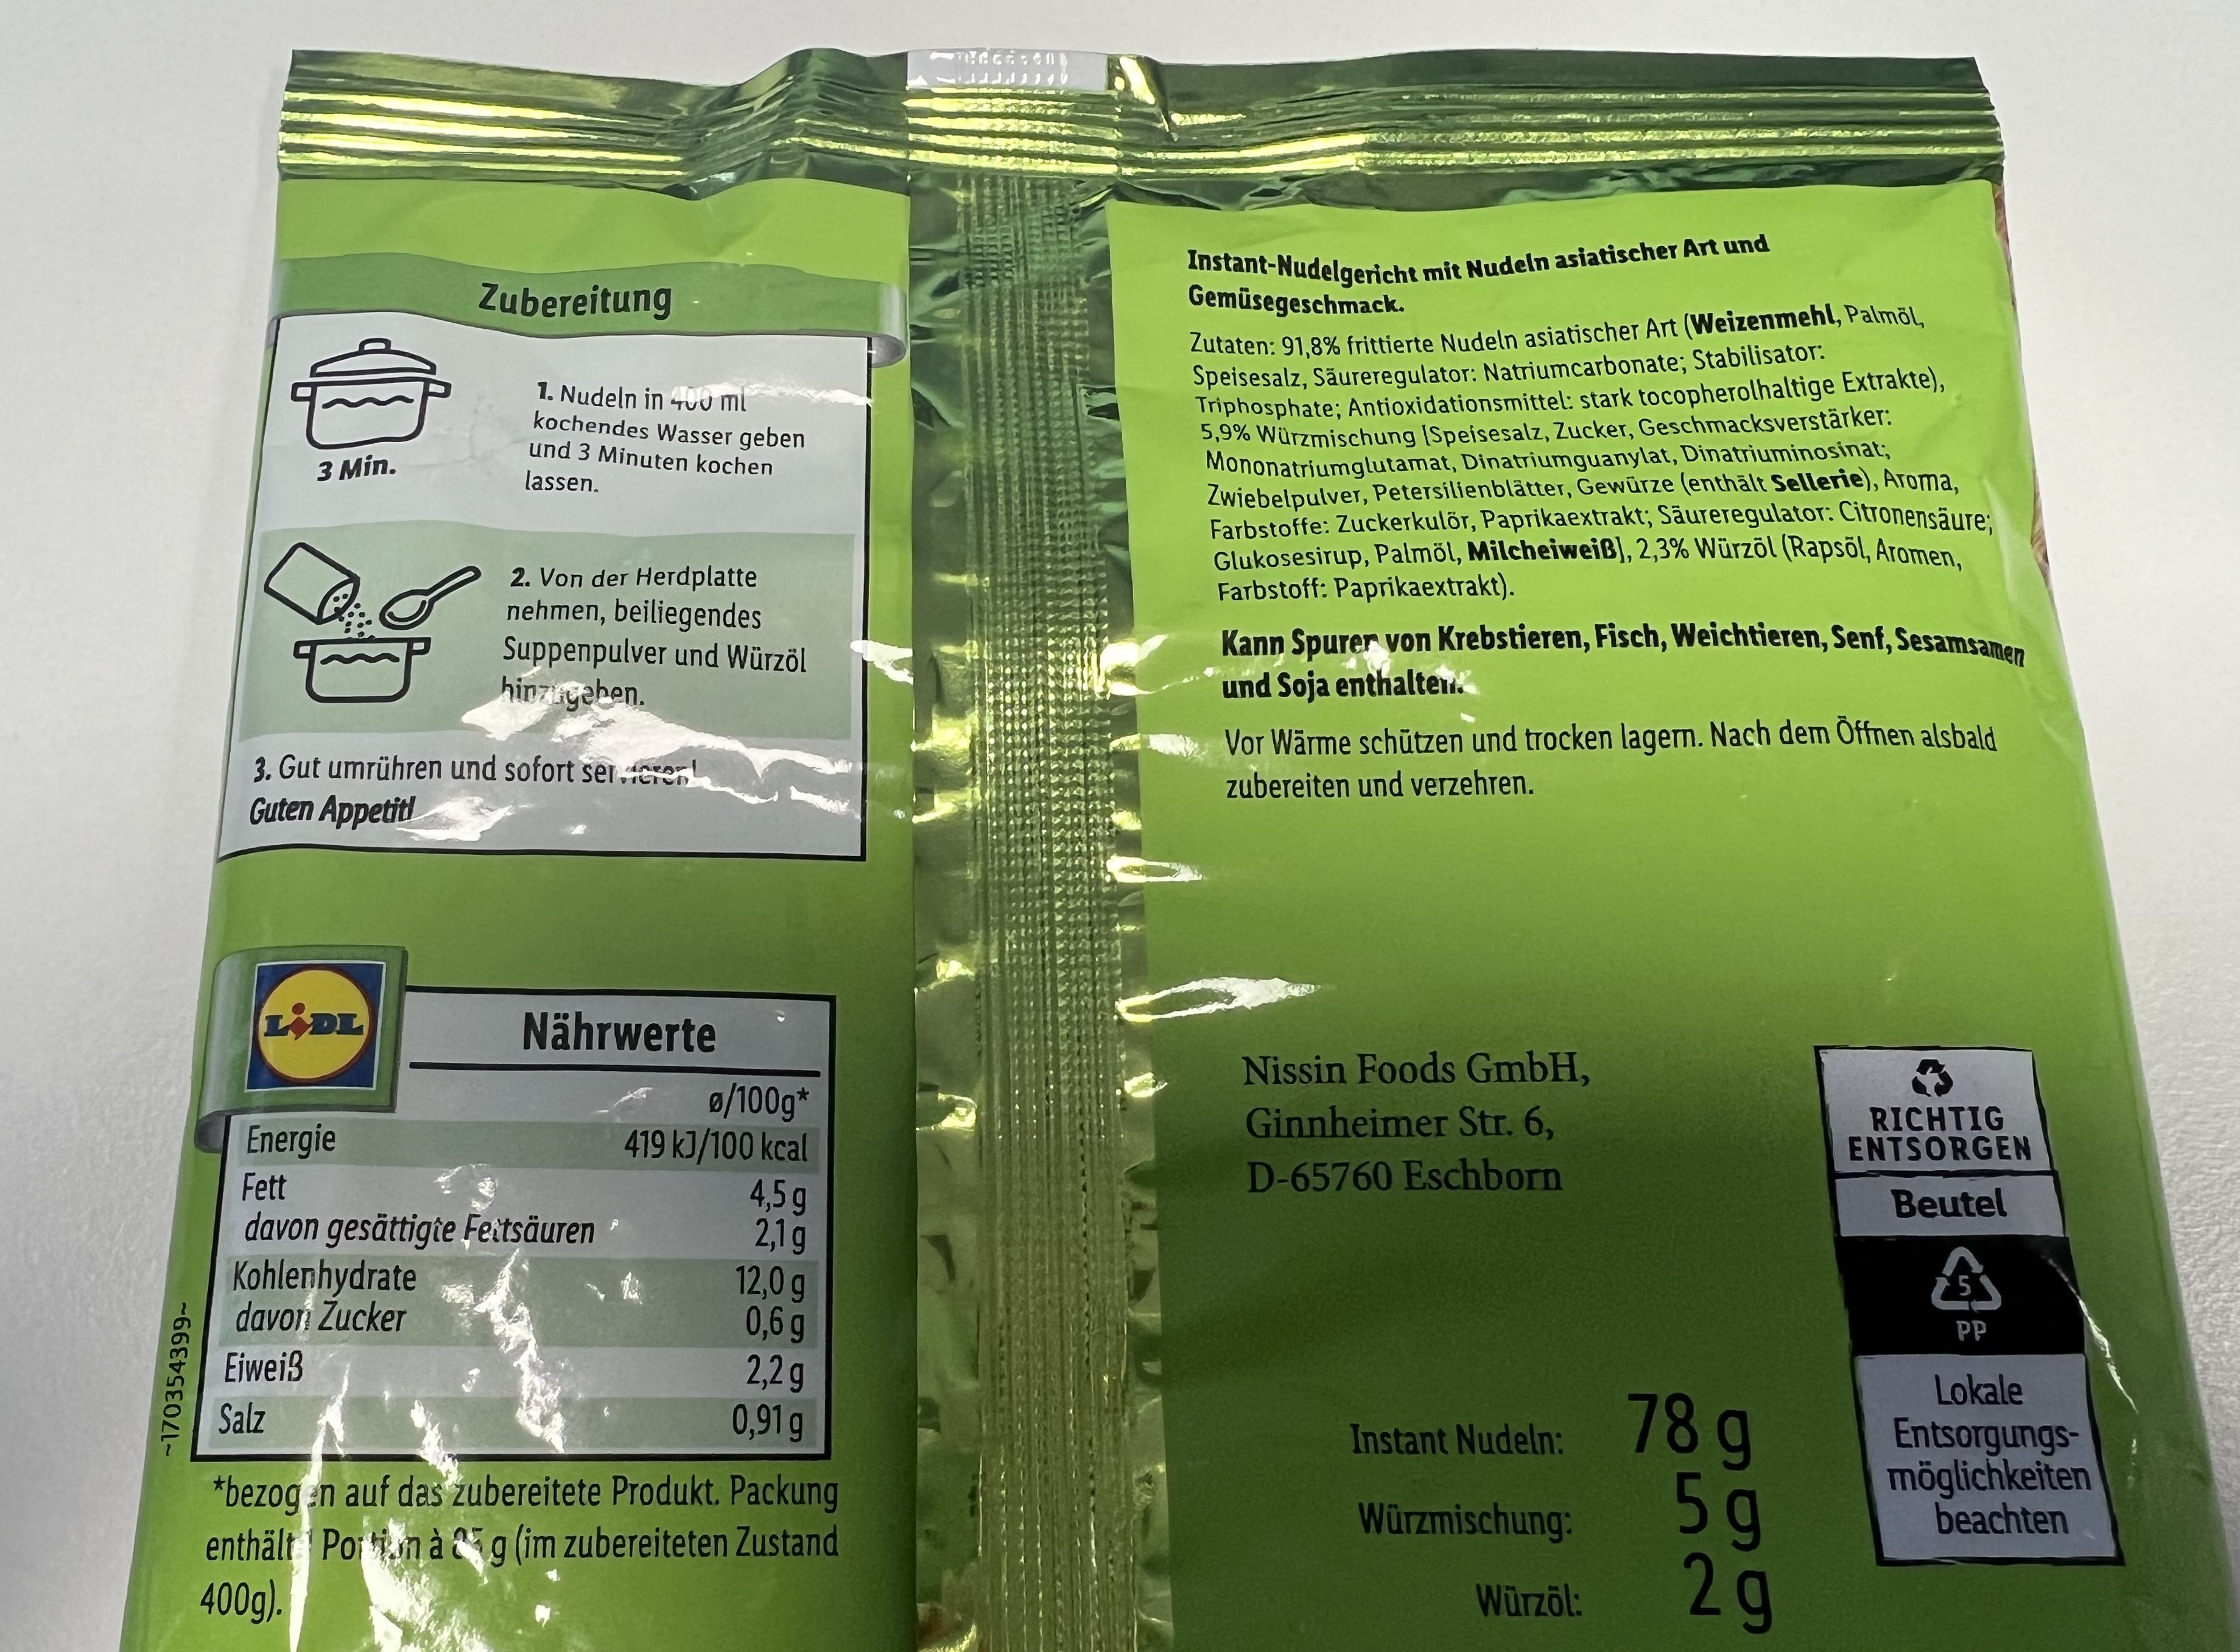 Zubereitung
3 Min.
1. Nudeln in 400 ml
kochendes Wasser geben
und 3 Minuten kochen
lassen.
2. Von der Herdplatte
nehmen, beiliegendes
Suppenpulver und Würzöl
hinzugeben.
3. Gut umrühren und sofort servieren!
Guten Appetit!
LIDL
Nährwerte
ø/100g*
Energie 419 kJ/100 kcal
Fett 4,5 g
davon gesättigte Fettsäuren 2,1 g
Kohlenhydrate 12,0 g
davon Zucker 0,6 g
Eiweiß 2,2 g
Salz 0,91 g
*bezogen auf das zubereitete Produkt. Packung
enthält Portion à 85 g (im zubereiteten Zustand
400g).
~170354399~
Instant-Nudelgericht mit Nudeln asiatischer Art und
Gemüsegeschmack.
Zutaten: 91,8% frittierte Nudeln asiatischer Art (Weizenmehl, Palmöl,
Speisesalz, Säureregulator: Natriumcarbonate; Stabilisator:
Triphosphate; Antioxidationsmittel: stark tocopherolhaltige Extrakte),
5,9% Würzmischung [Speisesalz, Zucker, Geschmacksverstärker:
Mononatriumglutamat, Dinatriumguanylat, Dinatriuminosinat;
Zwiebelpulver, Petersilienblätter, Gewürze (enthält Sellerie), Aroma,
Farbstoffe: Zuckerkulör, Paprikaextrakt; Säureregulator: Citronensäure;
Glukosesirup, Palmöl, Milcheiweiß], 2,3% Würzöl (Rapsöl, Aromen,
Farbstoff: Paprikaextrakt).
Kann Spuren von Krebstieren, Fisch, Weichtieren, Senf, Sesamsamen
und Soja enthalten.
Vor Wärme schützen und trocken lagern. Nach dem Öffnen alsbald
zubereiten und verzehren.
Nissin Foods GmbH,
Ginnheimer Str. 6,
D-65760 Eschborn
Instant Nudeln: 78 g
Würzmischung: 5 g
Würzöl: 2 g
RICHTIG
ENTSORGEN
Beutel
5
PP
Lokale
Entsorgungs-
möglichkeiten
beachten